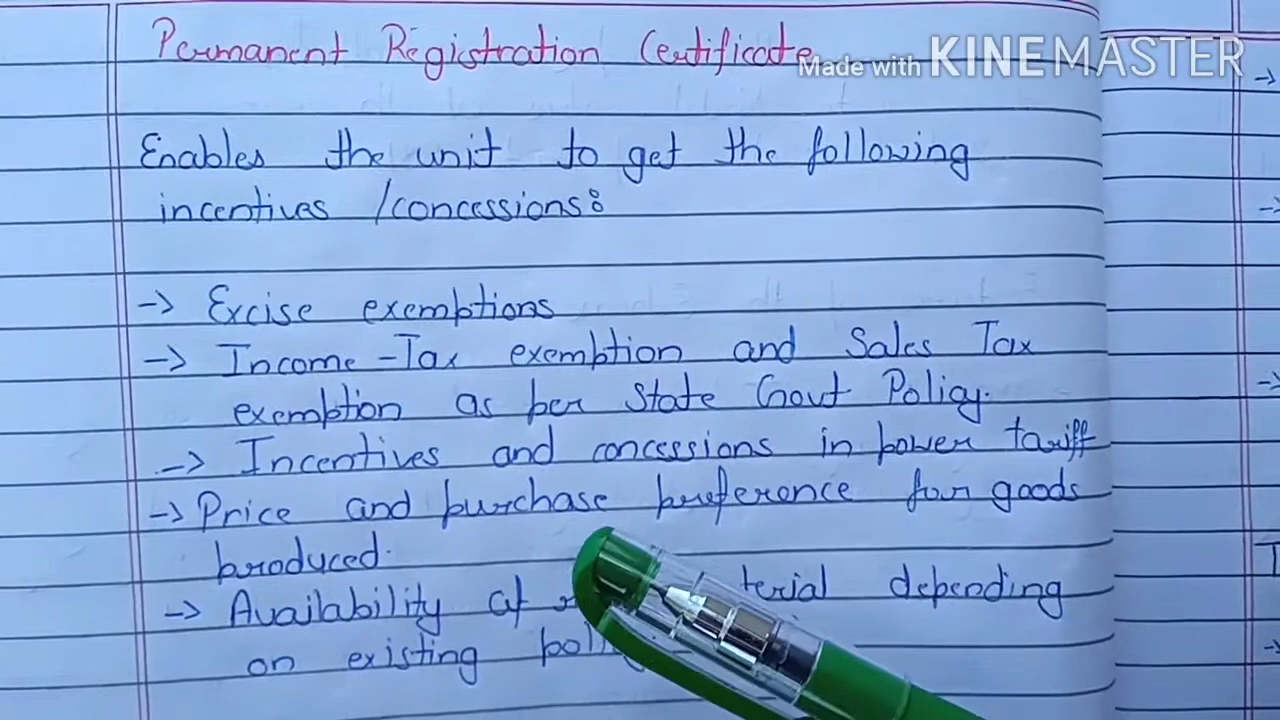 Permanent Registration Certificate
Made with KINEMASTER
Enables the unit to get the following
incentives /concessions:
-> Excise exemptions
-> Income-Tax exemption and Sales Tax
exemption as per State Govt Policy.
-> Incentives and concessions in power tariff
-> Price and purchase preference for goods
produced.
-> Availability of depending
on existing